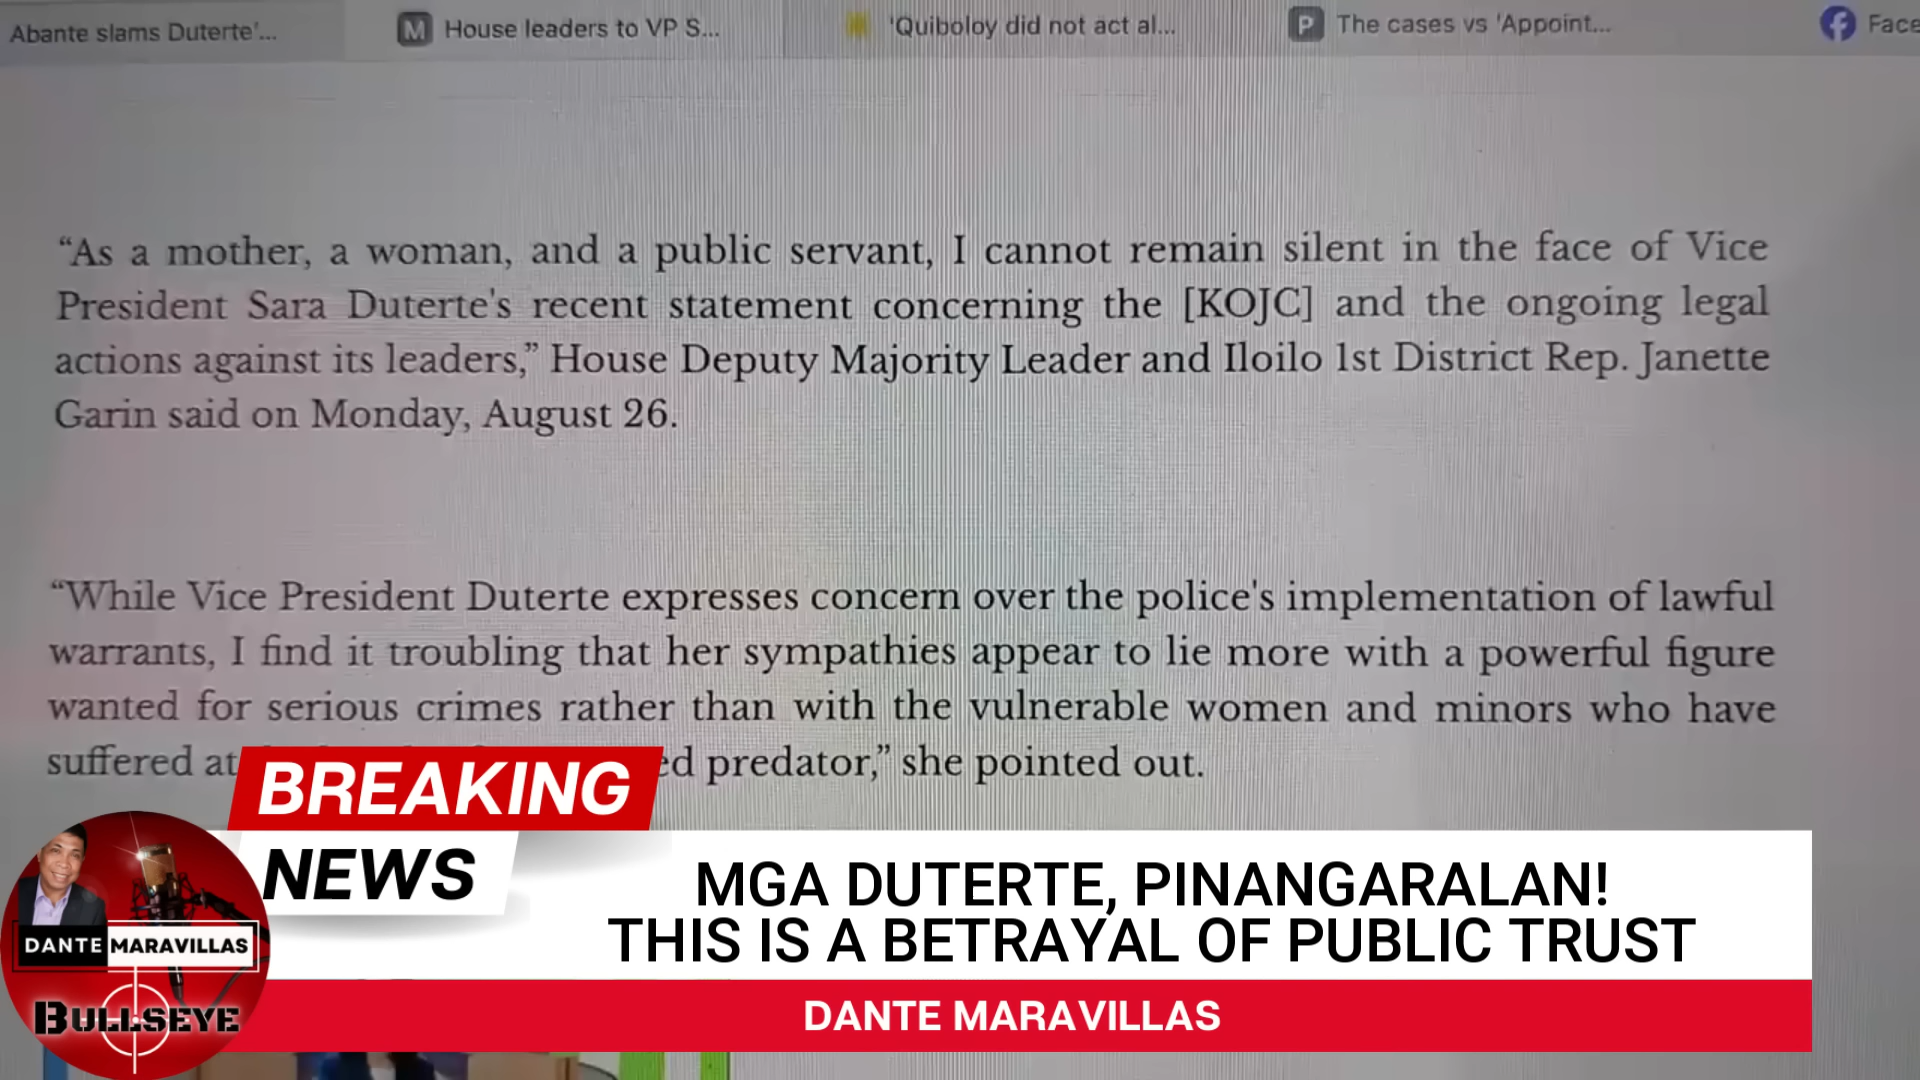 Abante slams Duterte'...
M House leaders to VP S...
'Quiboloy did not act al...
P The cases vs 'Appoint...
f Face
“As a mother, a woman, and a public servant, I cannot remain silent in the face of Vice
President Sara Duterte's recent statement concerning the [KOJC] and the ongoing legal
actions against its leaders,” House Deputy Majority Leader and Iloilo 1st District Rep. Janette
Garin said on Monday, August 26.
“While Vice President Duterte expresses concern over the police's implementation of lawful
warrants, I find it troubling that her sympathies appear to lie more with a powerful figure
wanted for serious crimes rather than with the vulnerable women and minors who have
suffered at ed predator,” she pointed out.
BREAKING
NEWS
MGA DUTERTE, PINANGARALAN!
THIS IS A BETRAYAL OF PUBLIC TRUST
DANTE MARAVILLAS
DANTE MARAVILLAS
BULLSEYE